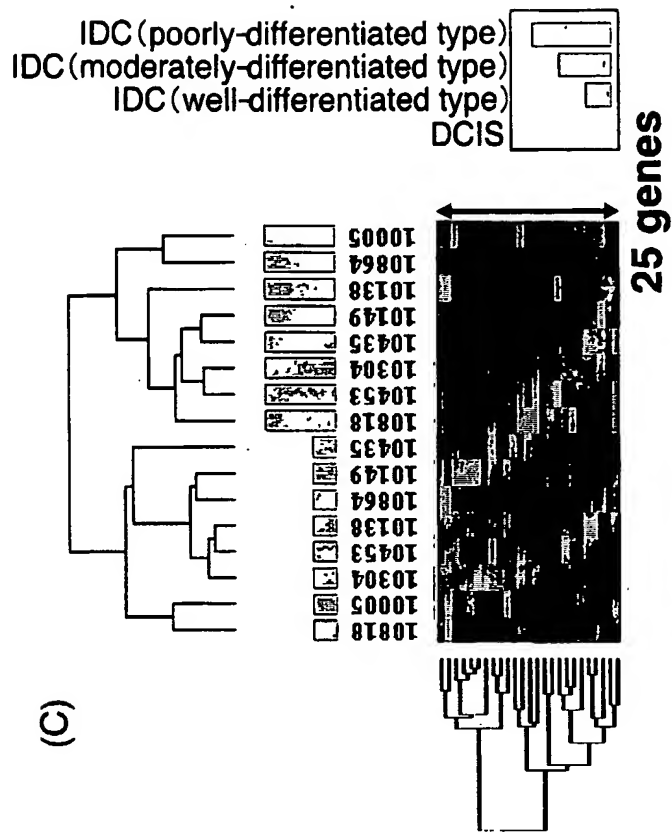 (C)
IDC(poorly-differentiated type)
IDC(moderately-differentiated type)
IDC(well-differentiated type)
DCIS
10818
10005
10304
10453
10138
10864
10149
10435
10818
10453
10304
10435
10149
10138
10864
10005
25 genes